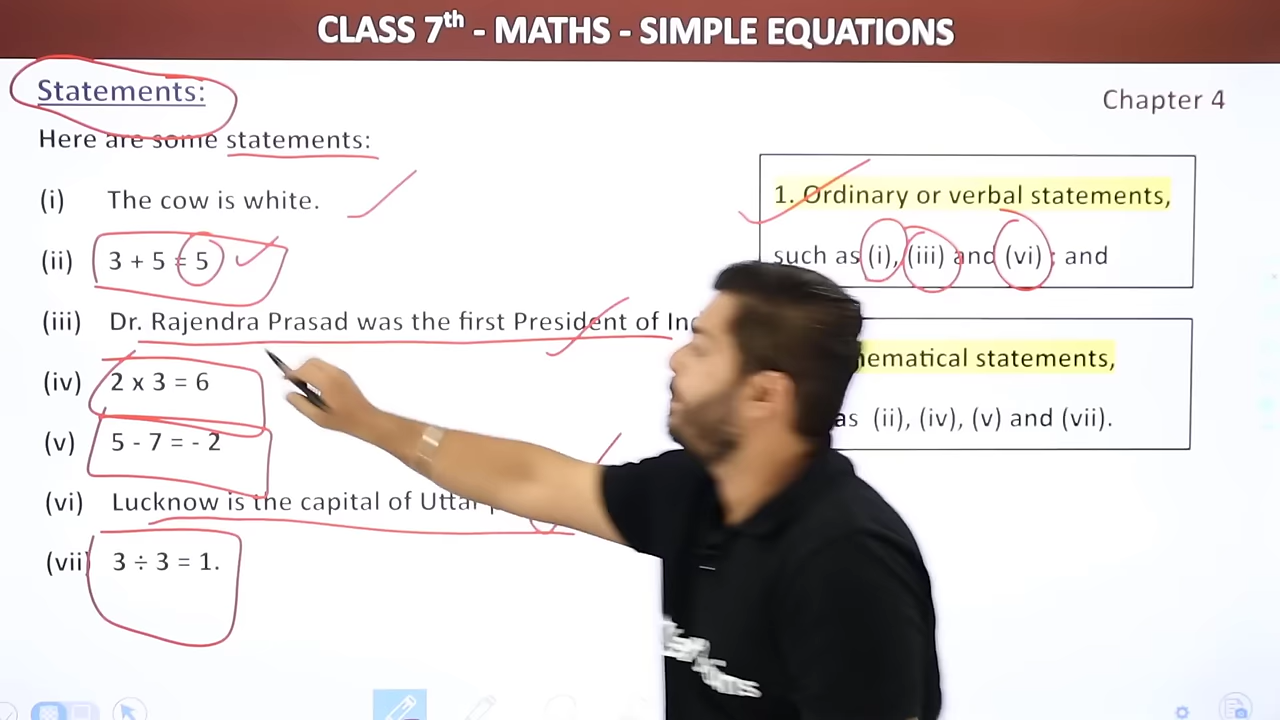 CLASS 7th - MATHS - SIMPLE EQUATIONS
Statements:
Chapter 4
Here are some statements:
(i) The cow is white.
(ii) 3 + 5 = 5
(iii) Dr. Rajendra Prasad was the first President of
(iv) 2 x 3 = 6
(v) 5 - 7 = - 2
(vi) Lucknow is the capital of
(vii) 3 ÷ 3 = 1.
1. Ordinary or verbal statements,
such as (i), (iii) and (vi) ; and
statements,
as (ii), (iv), (v) and (vii).